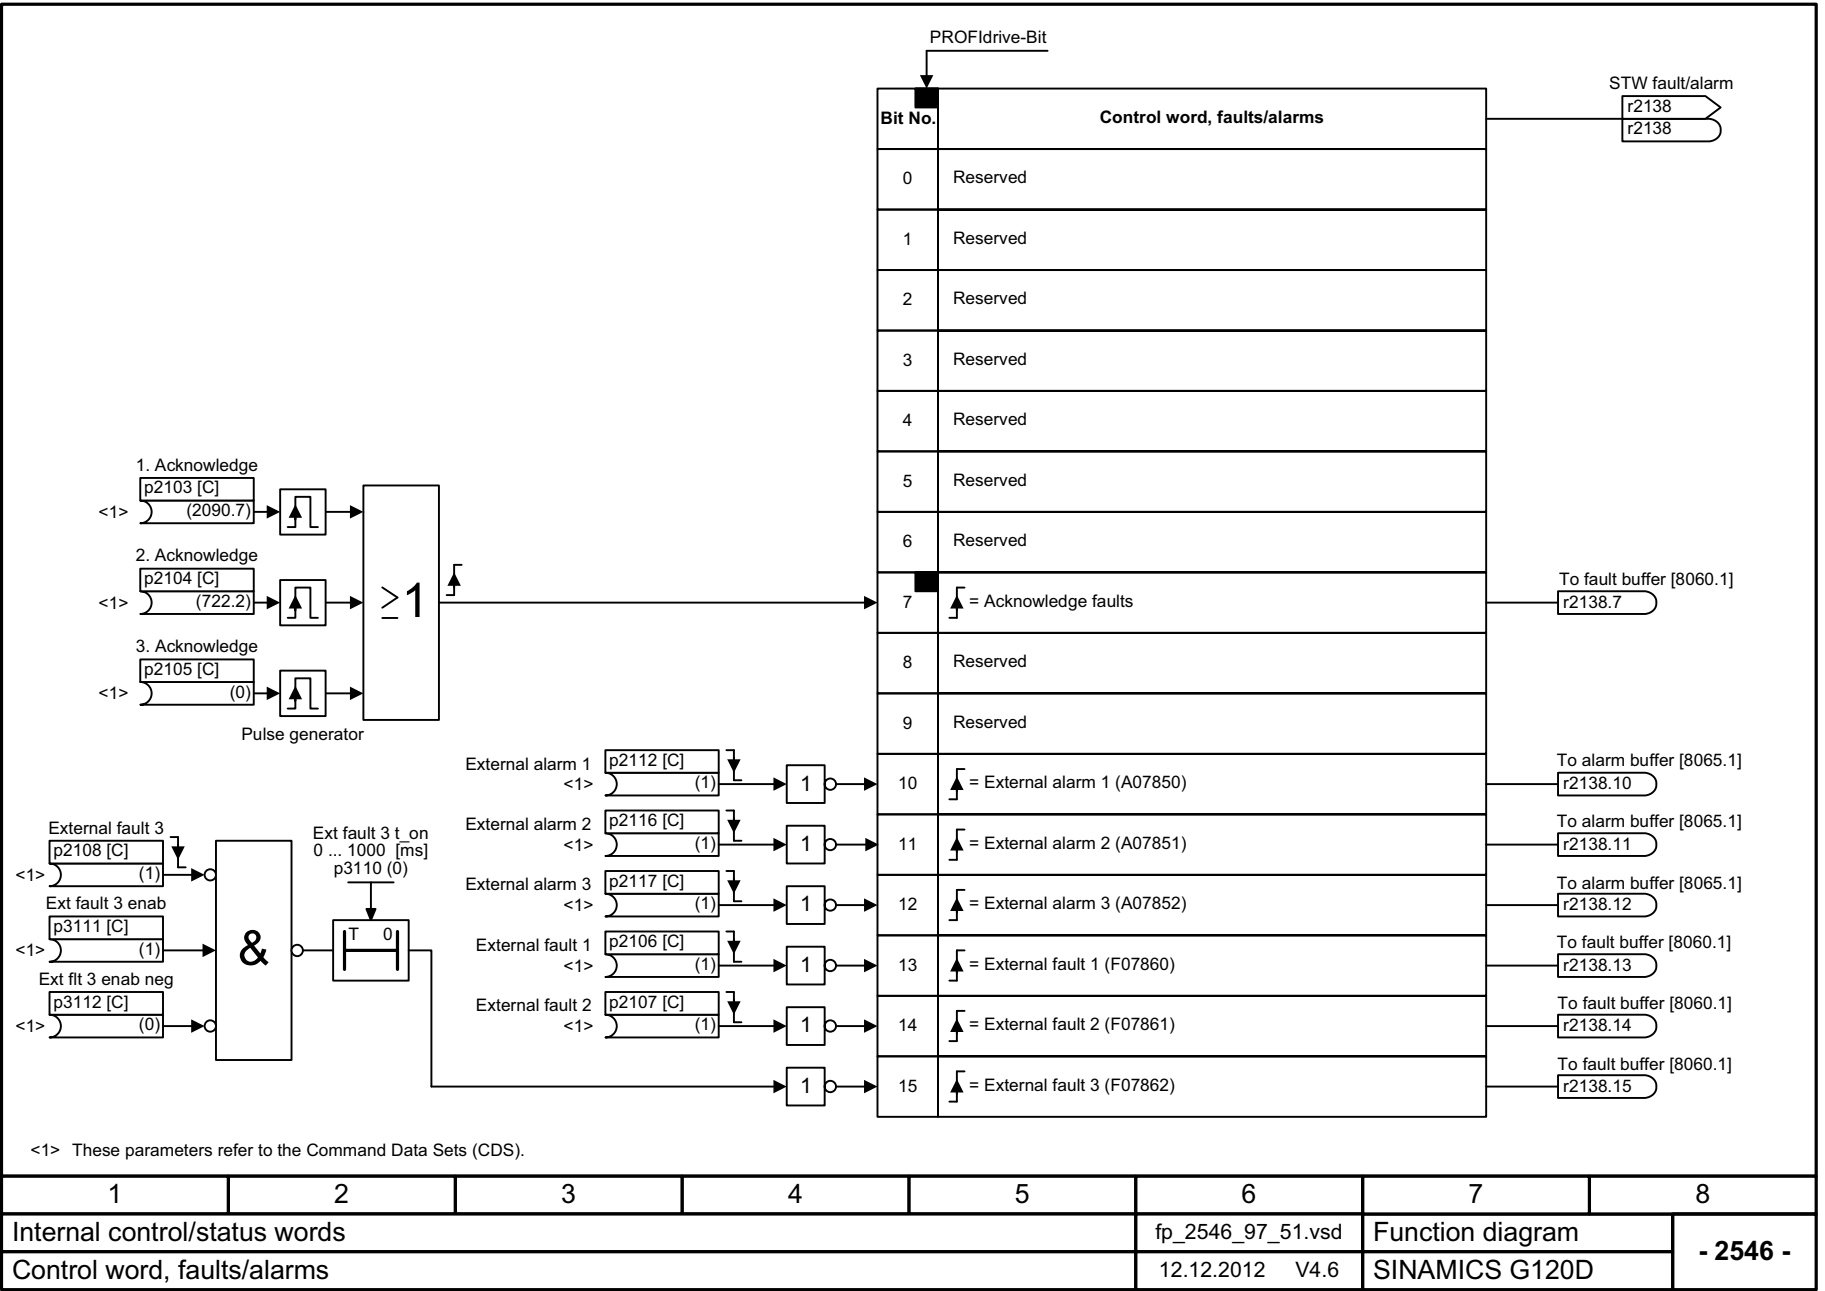 PROFIdrive-Bit
STW fault/alarm
r2138
r2138
Bit No.
Control word, faults/alarms
0
Reserved
1
Reserved
2
Reserved
3
Reserved
4
Reserved
5
Reserved
6
Reserved
7
= Acknowledge faults
8
Reserved
9
Reserved
10
= External alarm 1 (A07850)
11
= External alarm 2 (A07851)
12
= External alarm 3 (A07852)
13
= External fault 1 (F07860)
14
= External fault 2 (F07861)
15
= External fault 3 (F07862)
1. Acknowledge
p2103 [C]
<1>
(2090.7)
2. Acknowledge
p2104 [C]
<1>
(722.2)
3. Acknowledge
p2105 [C]
<1>
(0)
Pulse generator
≥1
External alarm 1
p2112 [C]
<1>
(1)
1
External alarm 2
p2116 [C]
<1>
(1)
1
External alarm 3
p2117 [C]
<1>
(1)
1
External fault 1
p2106 [C]
<1>
(1)
1
External fault 2
p2107 [C]
<1>
(1)
1
1
External fault 3
p2108 [C]
<1>
(1)
Ext fault 3 enab
p3111 [C]
<1>
(1)
Ext flt 3 enab neg
p3112 [C]
<1>
(0)
&
Ext fault 3 t_on
0 ... 1000 [ms]
p3110 (0)
T 0
To fault buffer [8060.1]
r2138.7
To alarm buffer [8065.1]
r2138.10
To alarm buffer [8065.1]
r2138.11
To alarm buffer [8065.1]
r2138.12
To fault buffer [8060.1]
r2138.13
To fault buffer [8060.1]
r2138.14
To fault buffer [8060.1]
r2138.15
<1> These parameters refer to the Command Data Sets (CDS).
1 2 3 4 5 6 7 8
Internal control/status words
fp_2546_97_51.vsd
Function diagram
- 2546 -
Control word, faults/alarms
12.12.2012 V4.6
SINAMICS G120D